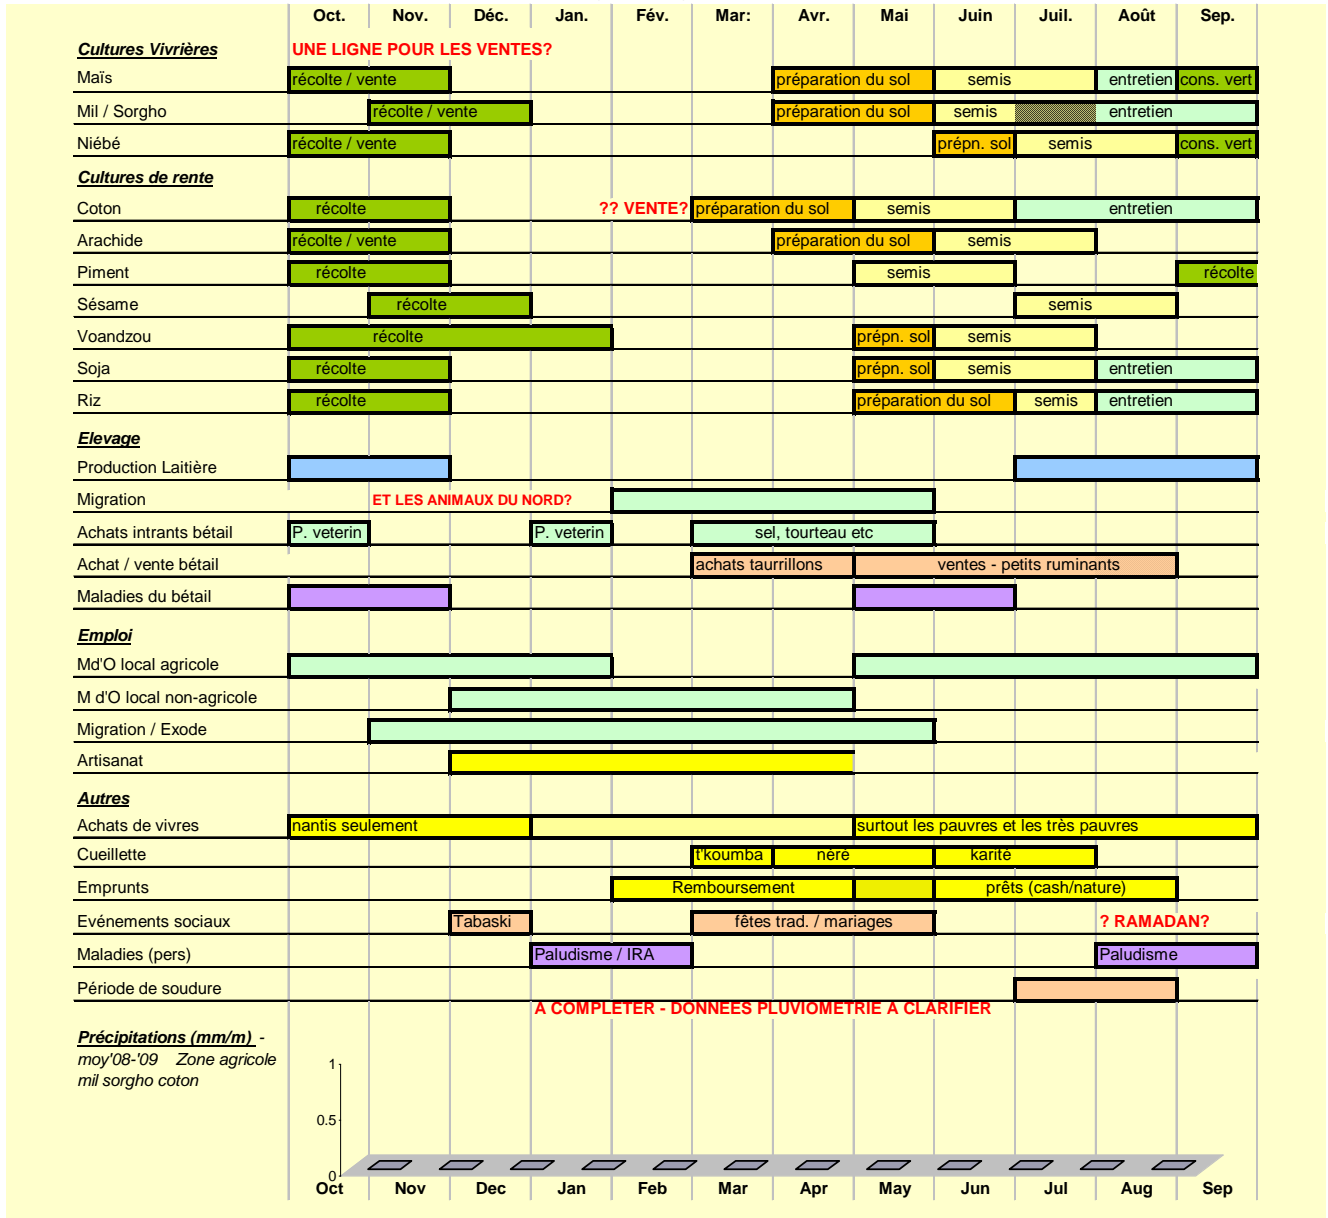 Oct. Nov. Déc. Jan. Fév. Mar: Avr. Mai Juin Juil. Août Sep.
Cultures Vivrières UNE LIGNE POUR LES VENTES?
Maïs récolte / vente préparation du sol semis entretien cons. vert
Mil / Sorgho récolte / vente préparation du sol semis entretien
Niébé récolte / vente prépn. sol semis cons. vert
Cultures de rente
Coton récolte ?? VENTE? préparation du sol semis entretien
Arachide récolte / vente préparation du sol semis
Piment récolte semis récolte
Sésame récolte semis
Voandzou récolte prépn. sol semis
Soja récolte prépn. sol semis entretien
Riz récolte préparation du sol semis entretien
Elevage
Production Laitière
Migration ET LES ANIMAUX DU NORD?
Achats intrants bétail P. veterin P. veterin sel, tourteau etc
Achat / vente bétail achats taurrillons ventes - petits ruminants
Maladies du bétail
Emploi
Md'O local agricole
M d'O local non-agricole
Migration / Exode
Artisanat
Autres
Achats de vivres nantis seulement surtout les pauvres et les très pauvres
Cueillette t'koumba néré karité
Emprunts Remboursement prêts (cash/nature)
Evénements sociaux Tabaski fêtes trad. / mariages ? RAMADAN?
Maladies (pers) Paludisme / IRA Paludisme
Période de soudure
A COMPLETER - DONNEES PLUVIOMETRIE A CLARIFIER
Précipitations (mm/m) -
moy'08-'09 Zone agricole
mil sorgho coton
1
0.5
0
Oct Nov Dec Jan Feb Mar Apr May Jun Jul Aug Sep